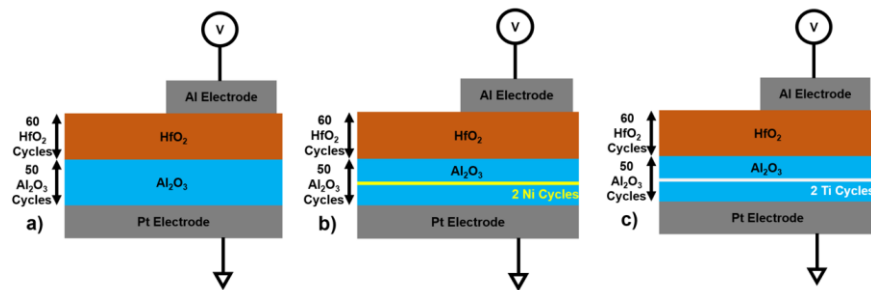 V
Al Electrode
60
HfO₂
Cycles
HfO₂
50
Al₂O₃
Cycles
Al₂O₃
Pt Electrode
a)
V
Al Electrode
60
HfO₂
Cycles
HfO₂
50
Al₂O₃
Cycles
Al₂O₃
2 Ni Cycles
Pt Electrode
b)
V
Al Electrode
60
HfO₂
Cycles
HfO₂
50
Al₂O₃
Cycles
Al₂O₃
2 Ti Cycles
Pt Electrode
c)